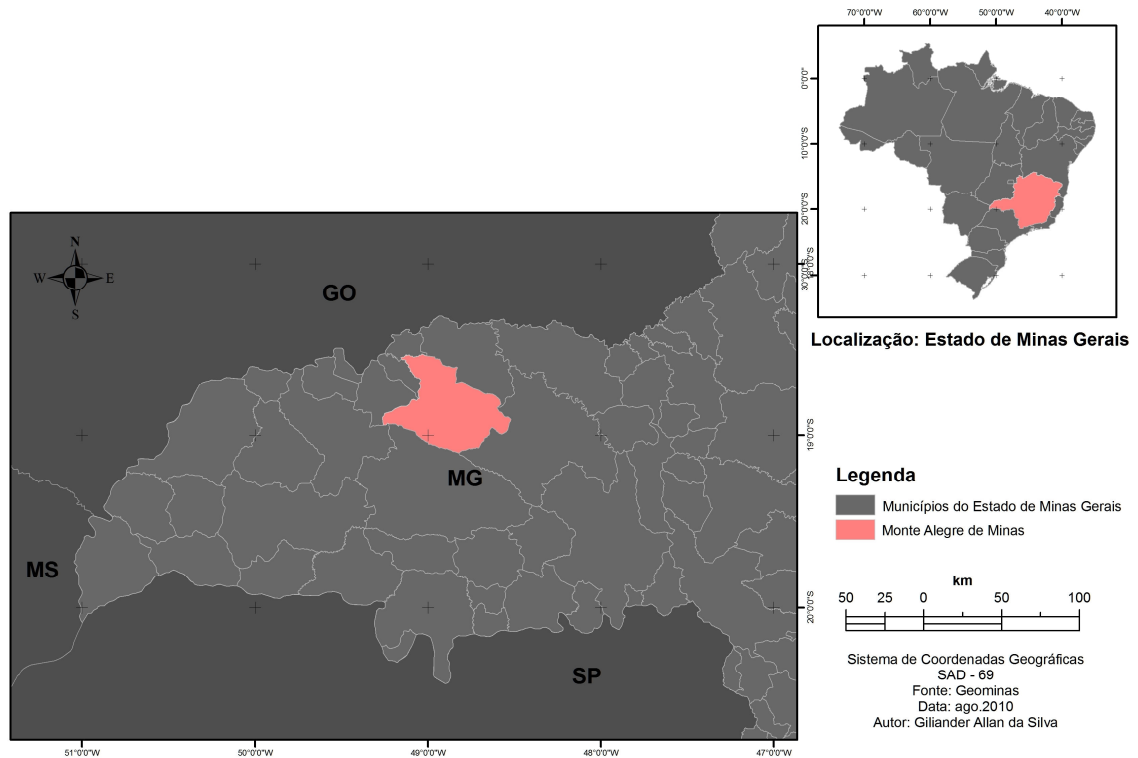 70°0'0"W 60°0'0"W 50°0'0"W 40°0'0"W
0°0'0"
10°0'0"S
20°0'0"S
30°0'0"S
Localização: Estado de Minas Gerais
N
W E
S
GO
MG
MS
SP
19°0'0"S
20°0'0"S
51°0'0"W 50°0'0"W 49°0'0"W 48°0'0"W 47°0'0"W
Legenda
Municípios do Estado de Minas Gerais
Monte Alegre de Minas
km
50 25 0 50 100
Sistema de Coordenadas Geográficas
SAD - 69
Fonte: Geominas
Data: ago.2010
Autor: Giliander Allan da Silva